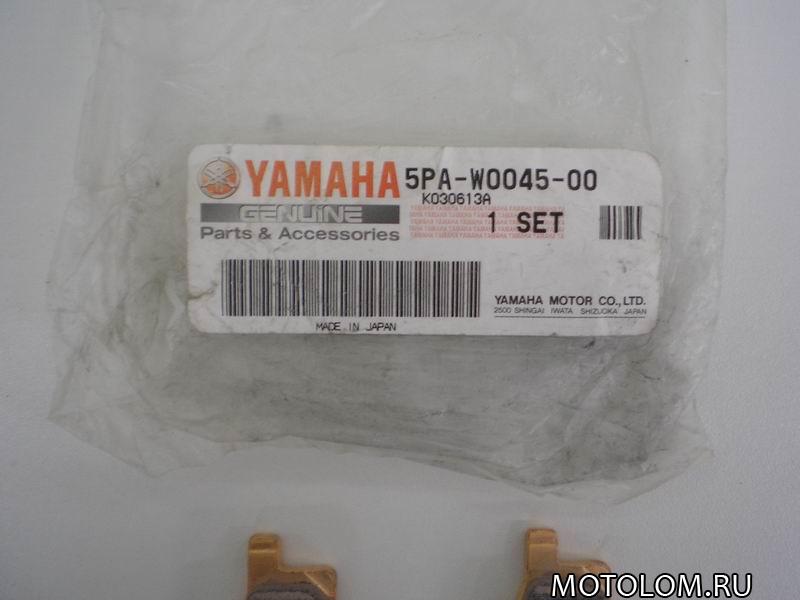 YAMAHA 5PA-W0045-00
K030613A
GENUINE
1 SET
Parts & Accessories
YAMAHA MOTOR CO., LTD.
2500 SHINGAI IWATA SHIZUOKA JAPAN
MADE IN JAPAN
MOTOLOM.RU